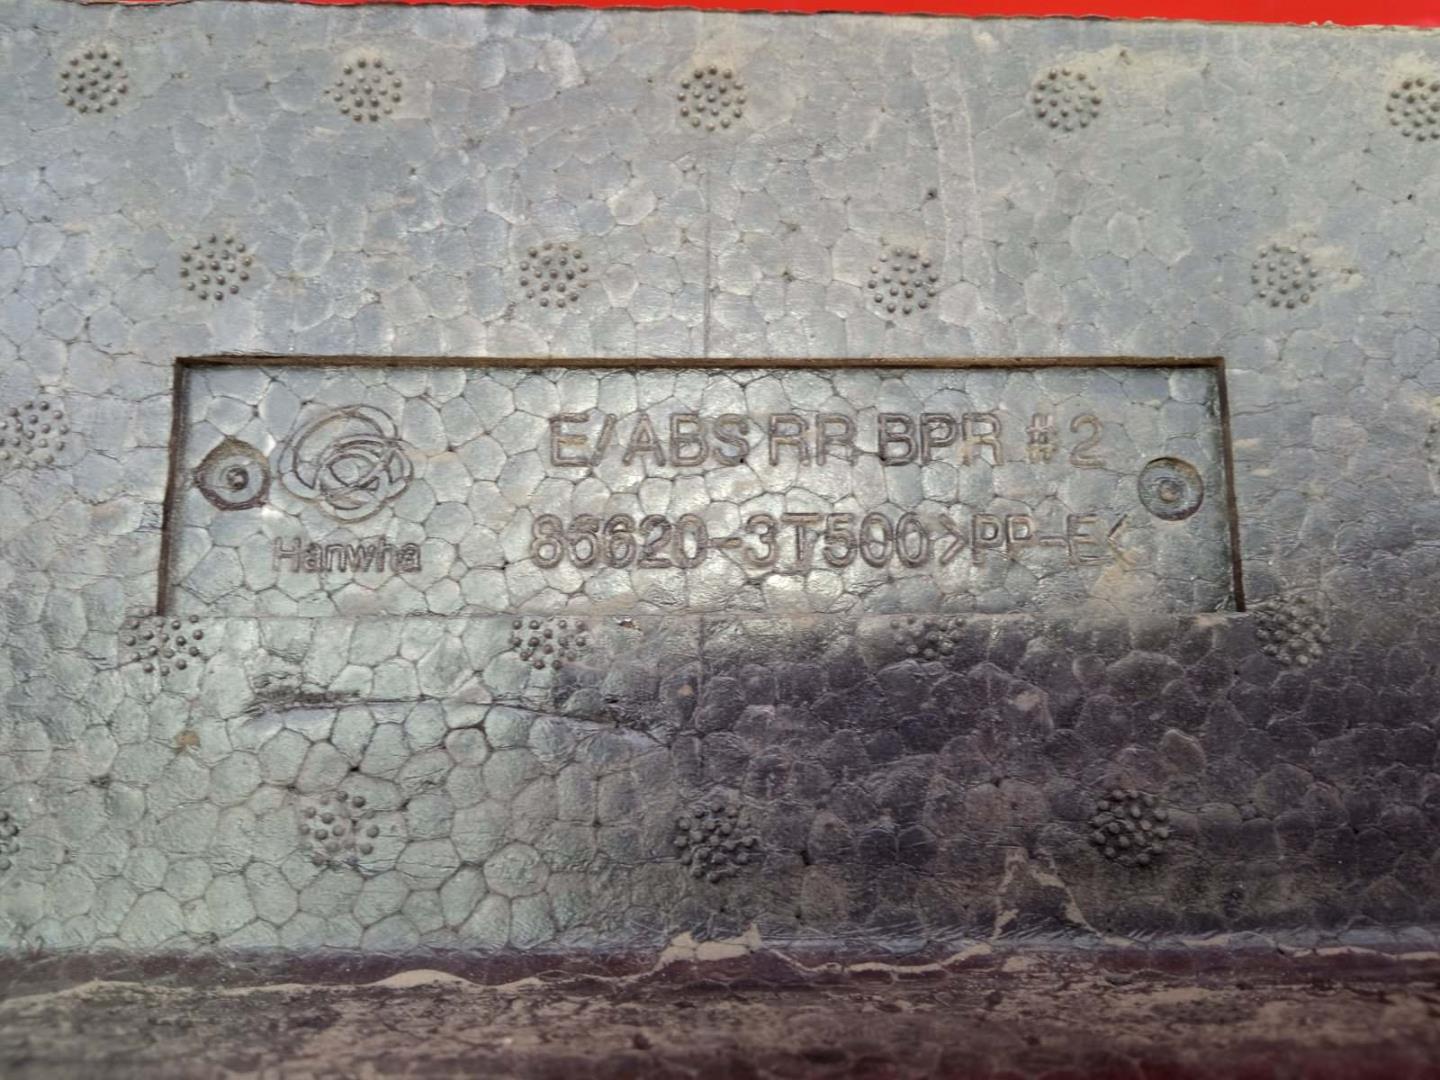 E/ABS RR BPR #2
86620-3T500>PP-E<
Hanwha